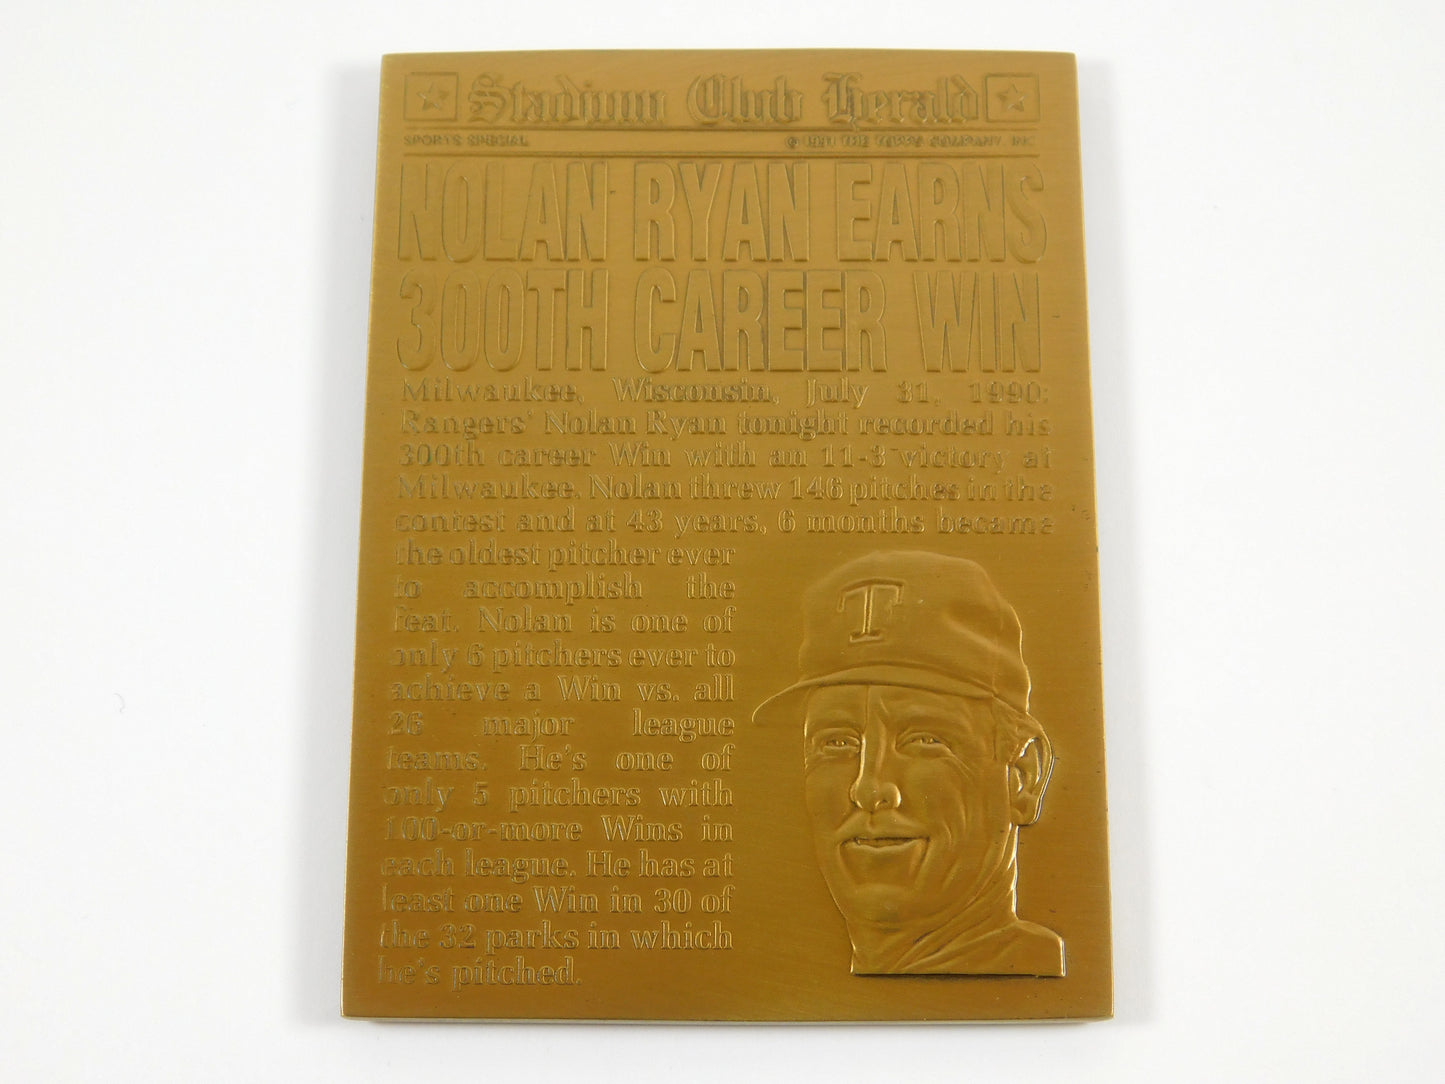 Stadium Club Herald
SPORTS SPECIAL © 1991 THE TOPPS COMPANY, INC.
NOLAN RYAN EARNS
300TH CAREER WIN
Milwaukee, Wisconsin, July 31, 1990:
Rangers' Nolan Ryan tonight recorded his
300th career Win with an 11-3 victory at
Milwaukee. Nolan threw 146 pitches in the
contest and at 43 years, 6 months became
the oldest pitcher ever
to accomplish the
feat. Nolan is one of
only 6 pitchers ever to
achieve a Win vs. all
26 major league
teams. He's one of
only 5 pitchers with
100-or-more Wins in
each league. He has at
least one Win in 30 of
the 32 parks in which
he's pitched.
T